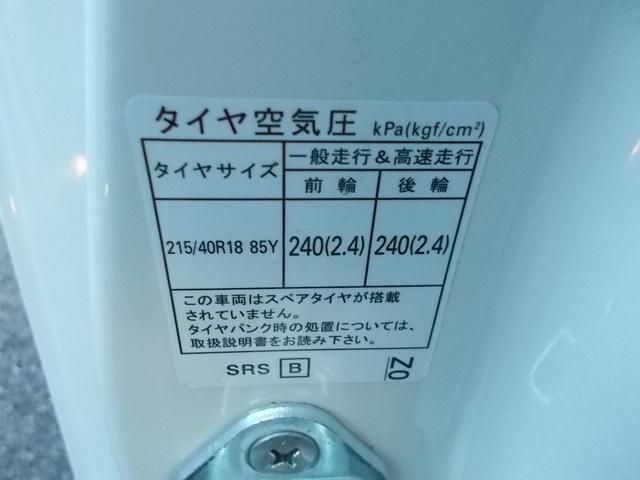 タイヤ空気圧 kPa(kgf/cm²)
タイヤサイズ 一般走行＆高速走行
前輪 後輪
215/40R18 85Y 240(2.4) 240(2.4)
この車両はスペアタイヤが搭載
されていません。
タイヤパンク時の処置については、
取扱説明書をお読み下さい。
SRS B
NO